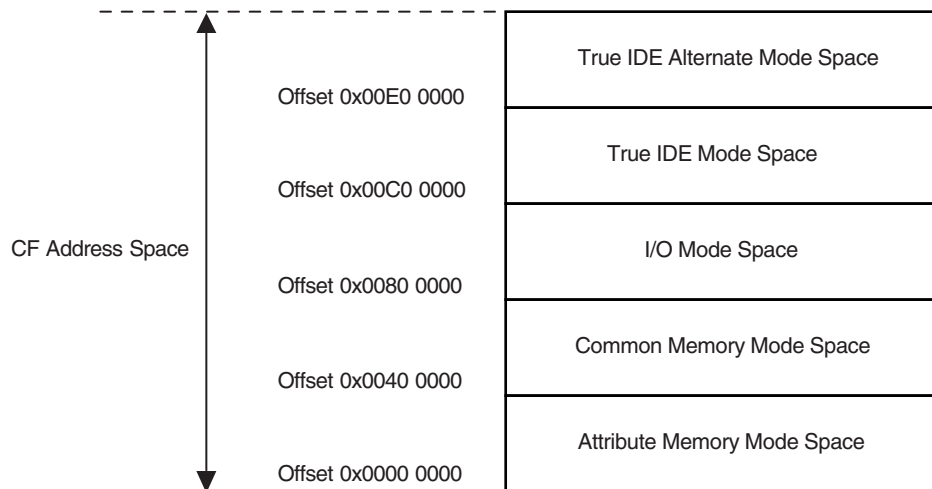 True IDE Alternate Mode Space
Offset 0x00E0 0000
True IDE Mode Space
Offset 0x00C0 0000
CF Address Space
I/O Mode Space
Offset 0x0080 0000
Common Memory Mode Space
Offset 0x0040 0000
Attribute Memory Mode Space
Offset 0x0000 0000